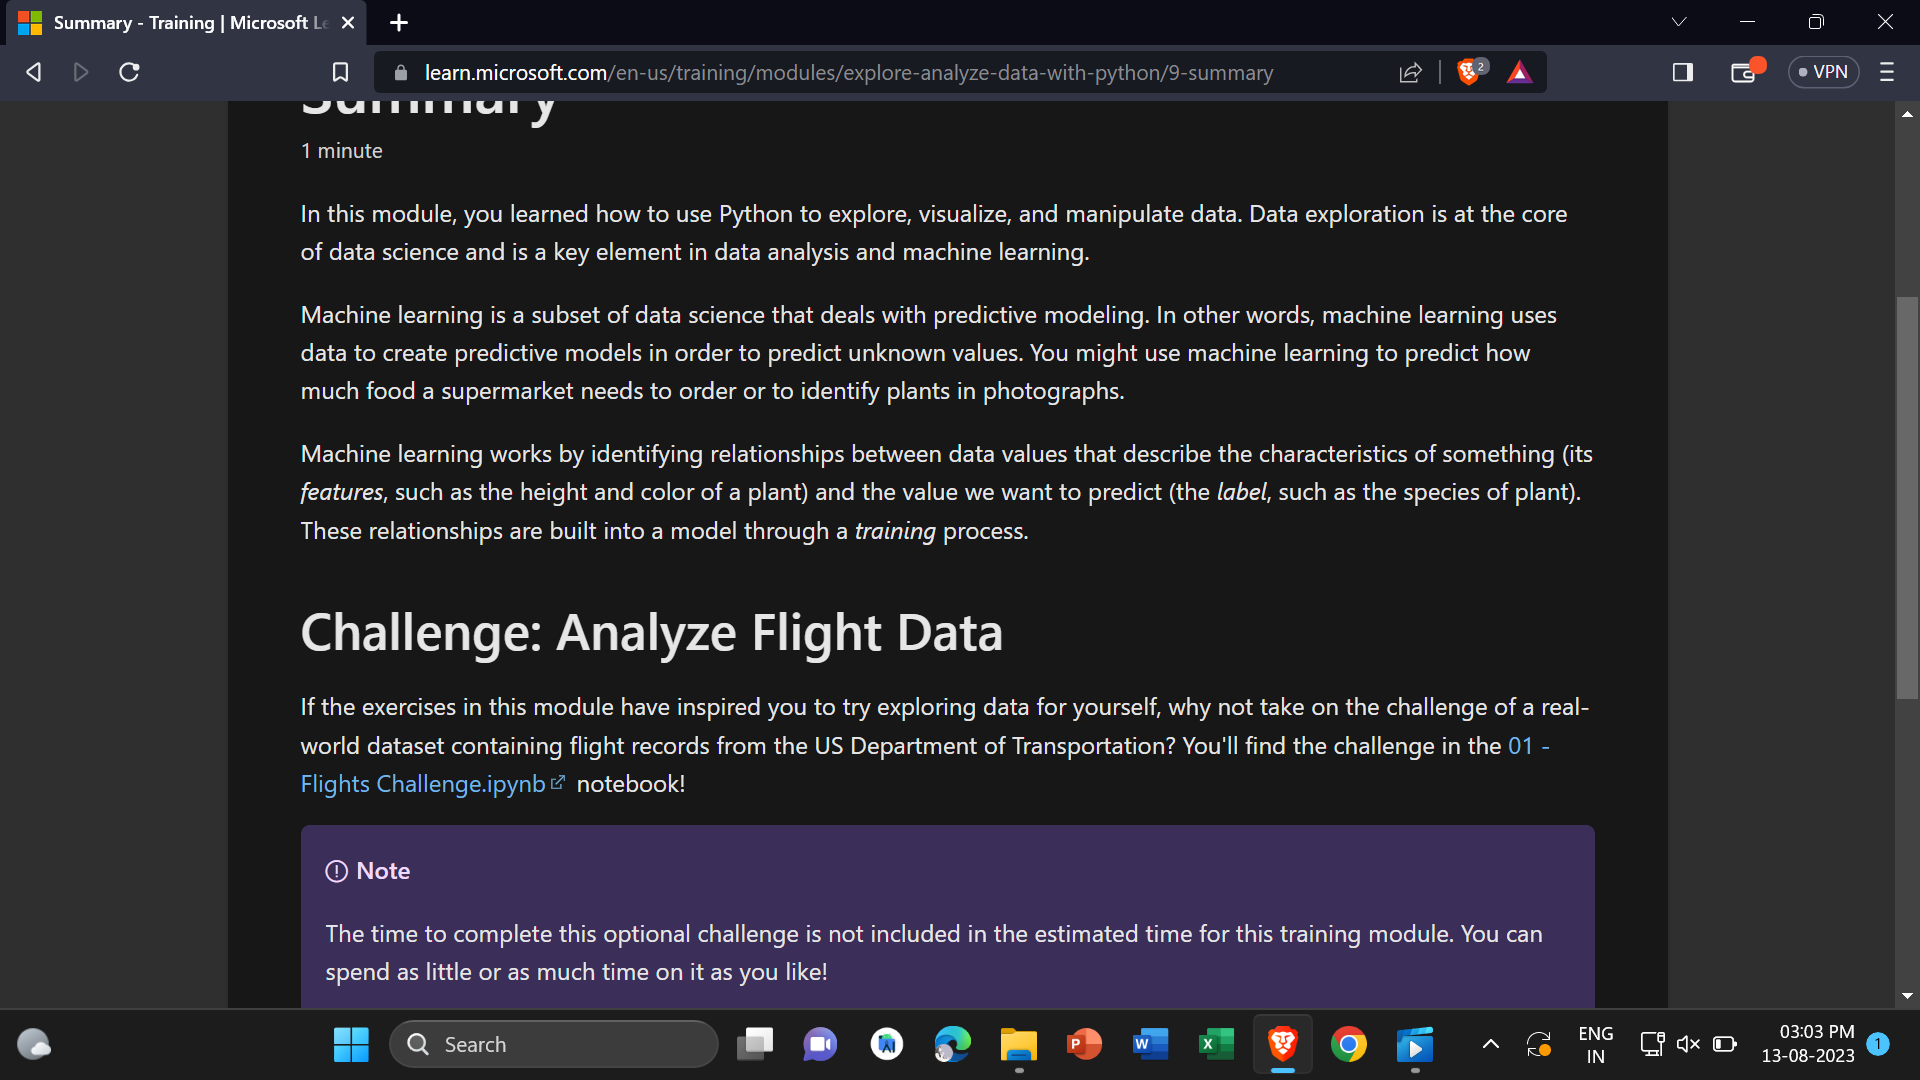 Summary - Training | Microsoft Le
learn.microsoft.com/en-us/training/modules/explore-analyze-data-with-python/9-summary
2
VPN
Summary
1 minute
In this module, you learned how to use Python to explore, visualize, and manipulate data. Data exploration is at the core
of data science and is a key element in data analysis and machine learning.
Machine learning is a subset of data science that deals with predictive modeling. In other words, machine learning uses
data to create predictive models in order to predict unknown values. You might use machine learning to predict how
much food a supermarket needs to order or to identify plants in photographs.
Machine learning works by identifying relationships between data values that describe the characteristics of something (its
features, such as the height and color of a plant) and the value we want to predict (the label, such as the species of plant).
These relationships are built into a model through a training process.
Challenge: Analyze Flight Data
If the exercises in this module have inspired you to try exploring data for yourself, why not take on the challenge of a real-
world dataset containing flight records from the US Department of Transportation? You'll find the challenge in the 01 -
Flights Challenge.ipynb notebook!
Note
The time to complete this optional challenge is not included in the estimated time for this training module. You can
spend as little or as much time on it as you like!
Search
AI
P
W
X
ENG
IN
03:03 PM
13-08-2023
1